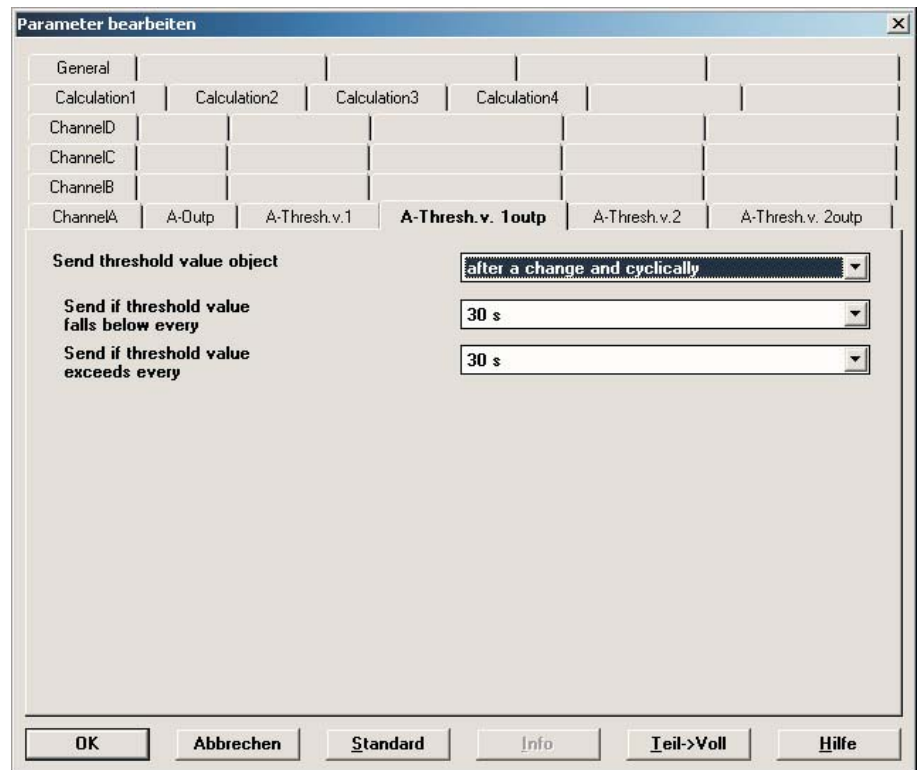 Parameter bearbeiten
General
Calculation1 Calculation2 Calculation3 Calculation4
ChannelD
ChannelC
ChannelB
ChannelA A-Outp A-Thresh.v.1 A-Thresh.v. 1outp A-Thresh.v.2 A-Thresh.v. 2outp
Send threshold value object after a change and cyclically
Send if threshold value
falls below every 30 s
Send if threshold value
exceeds every 30 s
OK Abbrechen Standard Info Teil->Voll Hilfe